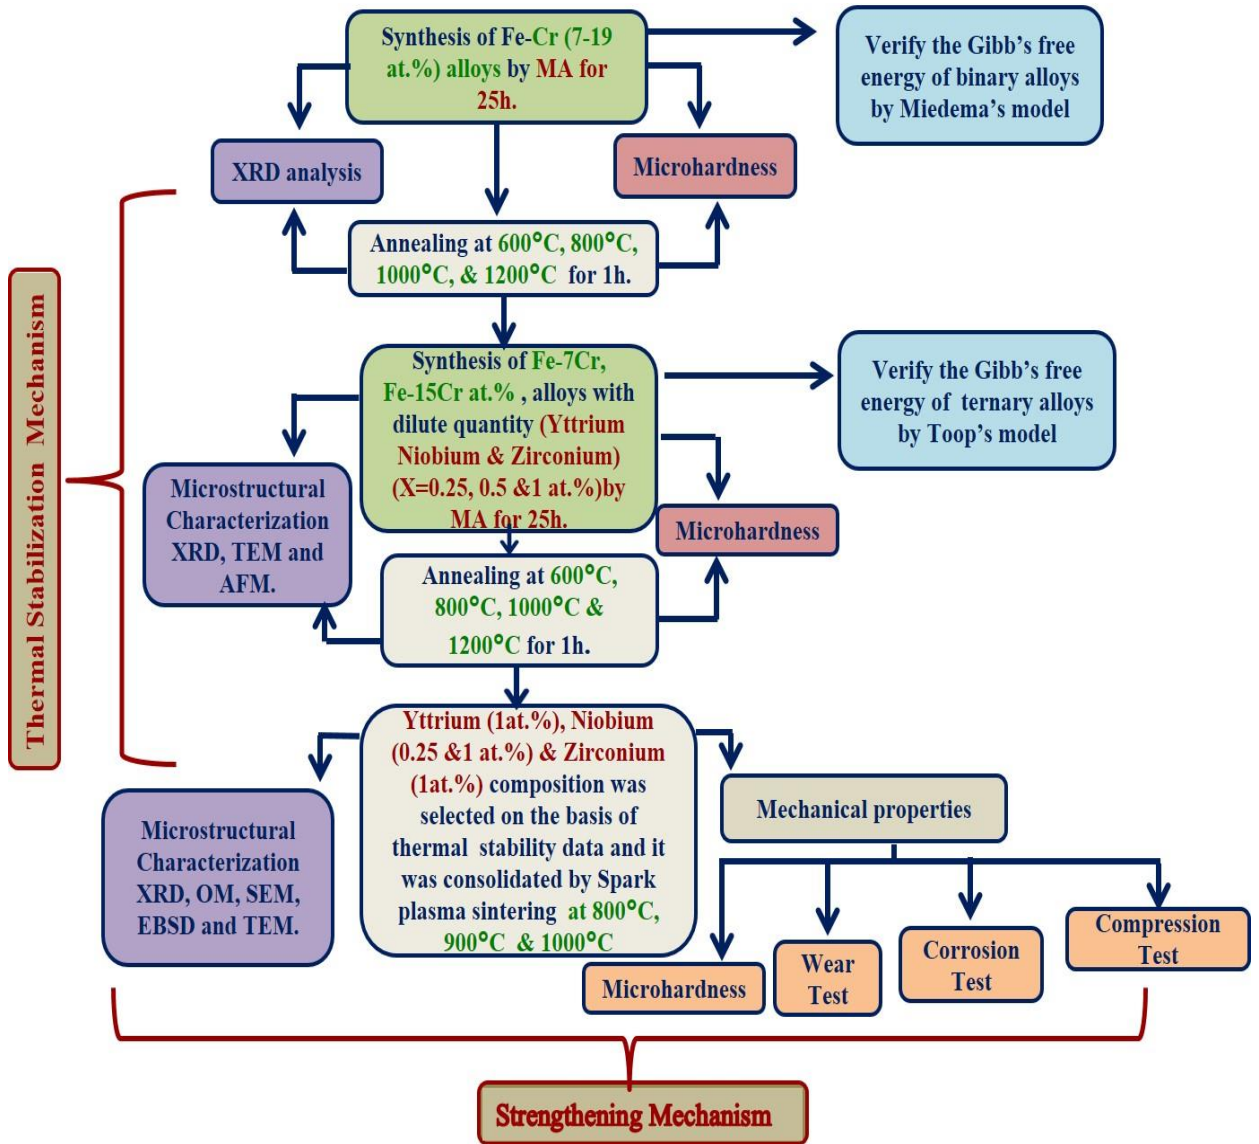 Synthesis of Fe-Cr (7-19
at.%) alloys by MA for
25h.
Verify the Gibb's free
energy of binary alloys
by Miedema's model
XRD analysis
Microhardness
Annealing at 600°C, 800°C,
1000°C, & 1200°C for 1h.
Thermal Stabilization Mechanism
Synthesis of Fe-7Cr,
Fe-15Cr at.% , alloys with
dilute quantity (Yttrium
Niobium & Zirconium)
(X=0.25, 0.5 &1 at.%)by
MA for 25h.
Verify the Gibb's free
energy of ternary alloys
by Toop's model
Microstructural
Characterization
XRD, TEM and
AFM.
Microhardness
Annealing at 600°C,
800°C, 1000°C &
1200°C for 1h.
Yttrium (1at.%), Niobium
(0.25 &1 at.%) & Zirconium
(1at.%) composition was
selected on the basis of
thermal stability data and it
was consolidated by Spark
plasma sintering at 800°C,
900°C & 1000°C
Microstructural
Characterization
XRD, OM, SEM,
EBSD and TEM.
Mechanical properties
Microhardness
Wear
Test
Corrosion
Test
Compression
Test
Strengthening Mechanism